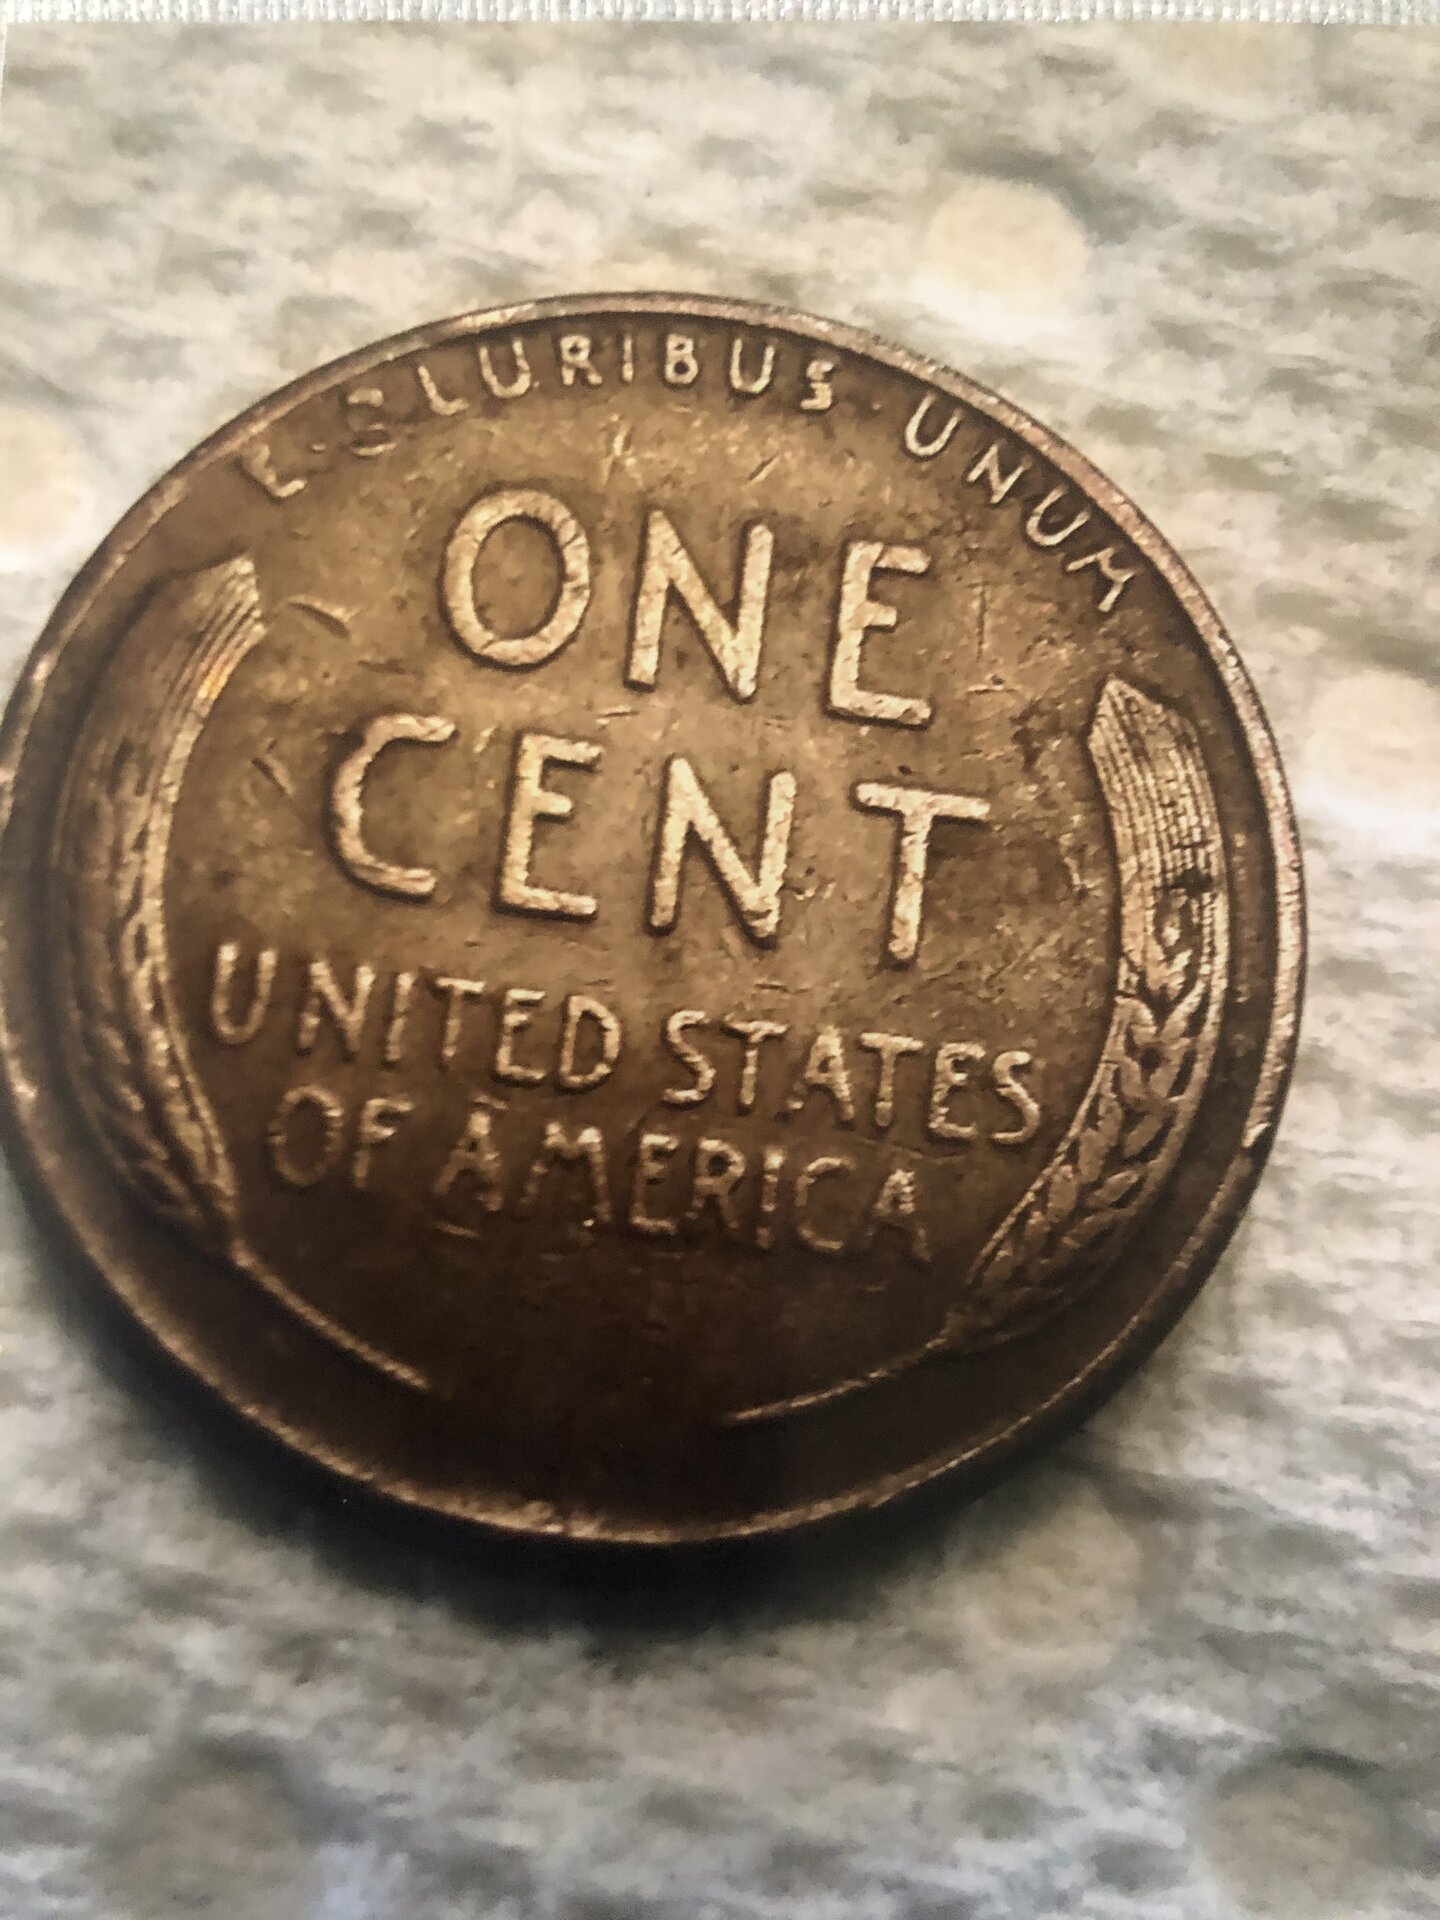 E·PLURIBUS·UNUM
ONE
CENT
UNITED STATES
OF AMERICA